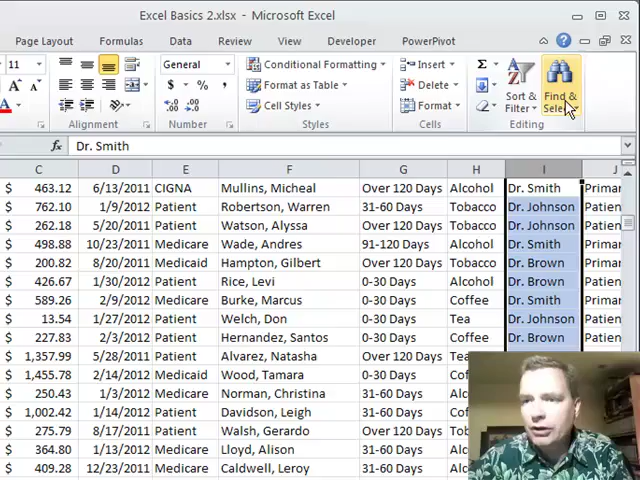 Excel Basics 2.xlsx - Microsoft Excel
Page Layout Formulas Data Review View Developer PowerPivot
11 General Conditional Formatting Insert Σ
$ % , Format as Table Delete Sort & Filter Find & Select
Cell Styles Format
Alignment Number Styles Cells Editing
fx Dr. Smith
C D E F G H I J
$ 463.12 6/13/2011 CIGNA Mullins, Micheal Over 120 Days Alcohol Dr. Smith Primar
$ 762.10 1/9/2012 Patient Robertson, Warren 31-60 Days Tobacco Dr. Johnson Patien
$ 262.18 5/20/2011 Patient Watson, Alyssa Over 120 Days Tobacco Dr. Johnson Patien
$ 498.88 10/23/2011 Medicare Wade, Andres 91-120 Days Alcohol Dr. Smith Primar
$ 200.82 8/20/2011 Medicaid Hampton, Gilbert Over 120 Days Tobacco Dr. Brown Primar
$ 426.67 1/30/2012 Patient Rice, Levi 0-30 Days Alcohol Dr. Brown Patien
$ 589.26 2/9/2012 Medicare Burke, Marcus 0-30 Days Coffee Dr. Smith Primar
$ 13.54 1/27/2012 Patient Welch, Don 0-30 Days Tea Dr. Johnson Patien
$ 227.83 2/3/2012 Patient Hernandez, Santos 0-30 Days Coffee Dr. Brown Patien
$ 1,357.99 5/28/2011 Patient Alvarez, Natasha Over 120 Days Tea
$ 1,455.78 2/14/2012 Medicaid Wood, Tamara 0-30 Days Coffee
$ 250.43 1/3/2012 Medicare Norman, Christina 31-60 Days Alcohol
$ 1,002.42 1/14/2012 Patient Davidson, Leigh 31-60 Days Coffee
$ 275.79 8/17/2011 Patient Walsh, Gerardo Over 120 Days
$ 364.80 1/13/2012 Medicare Lloyd, Alison 31-60 Days
$ 409.28 12/23/2011 Medicare Caldwell, Leroy 31-60 Days